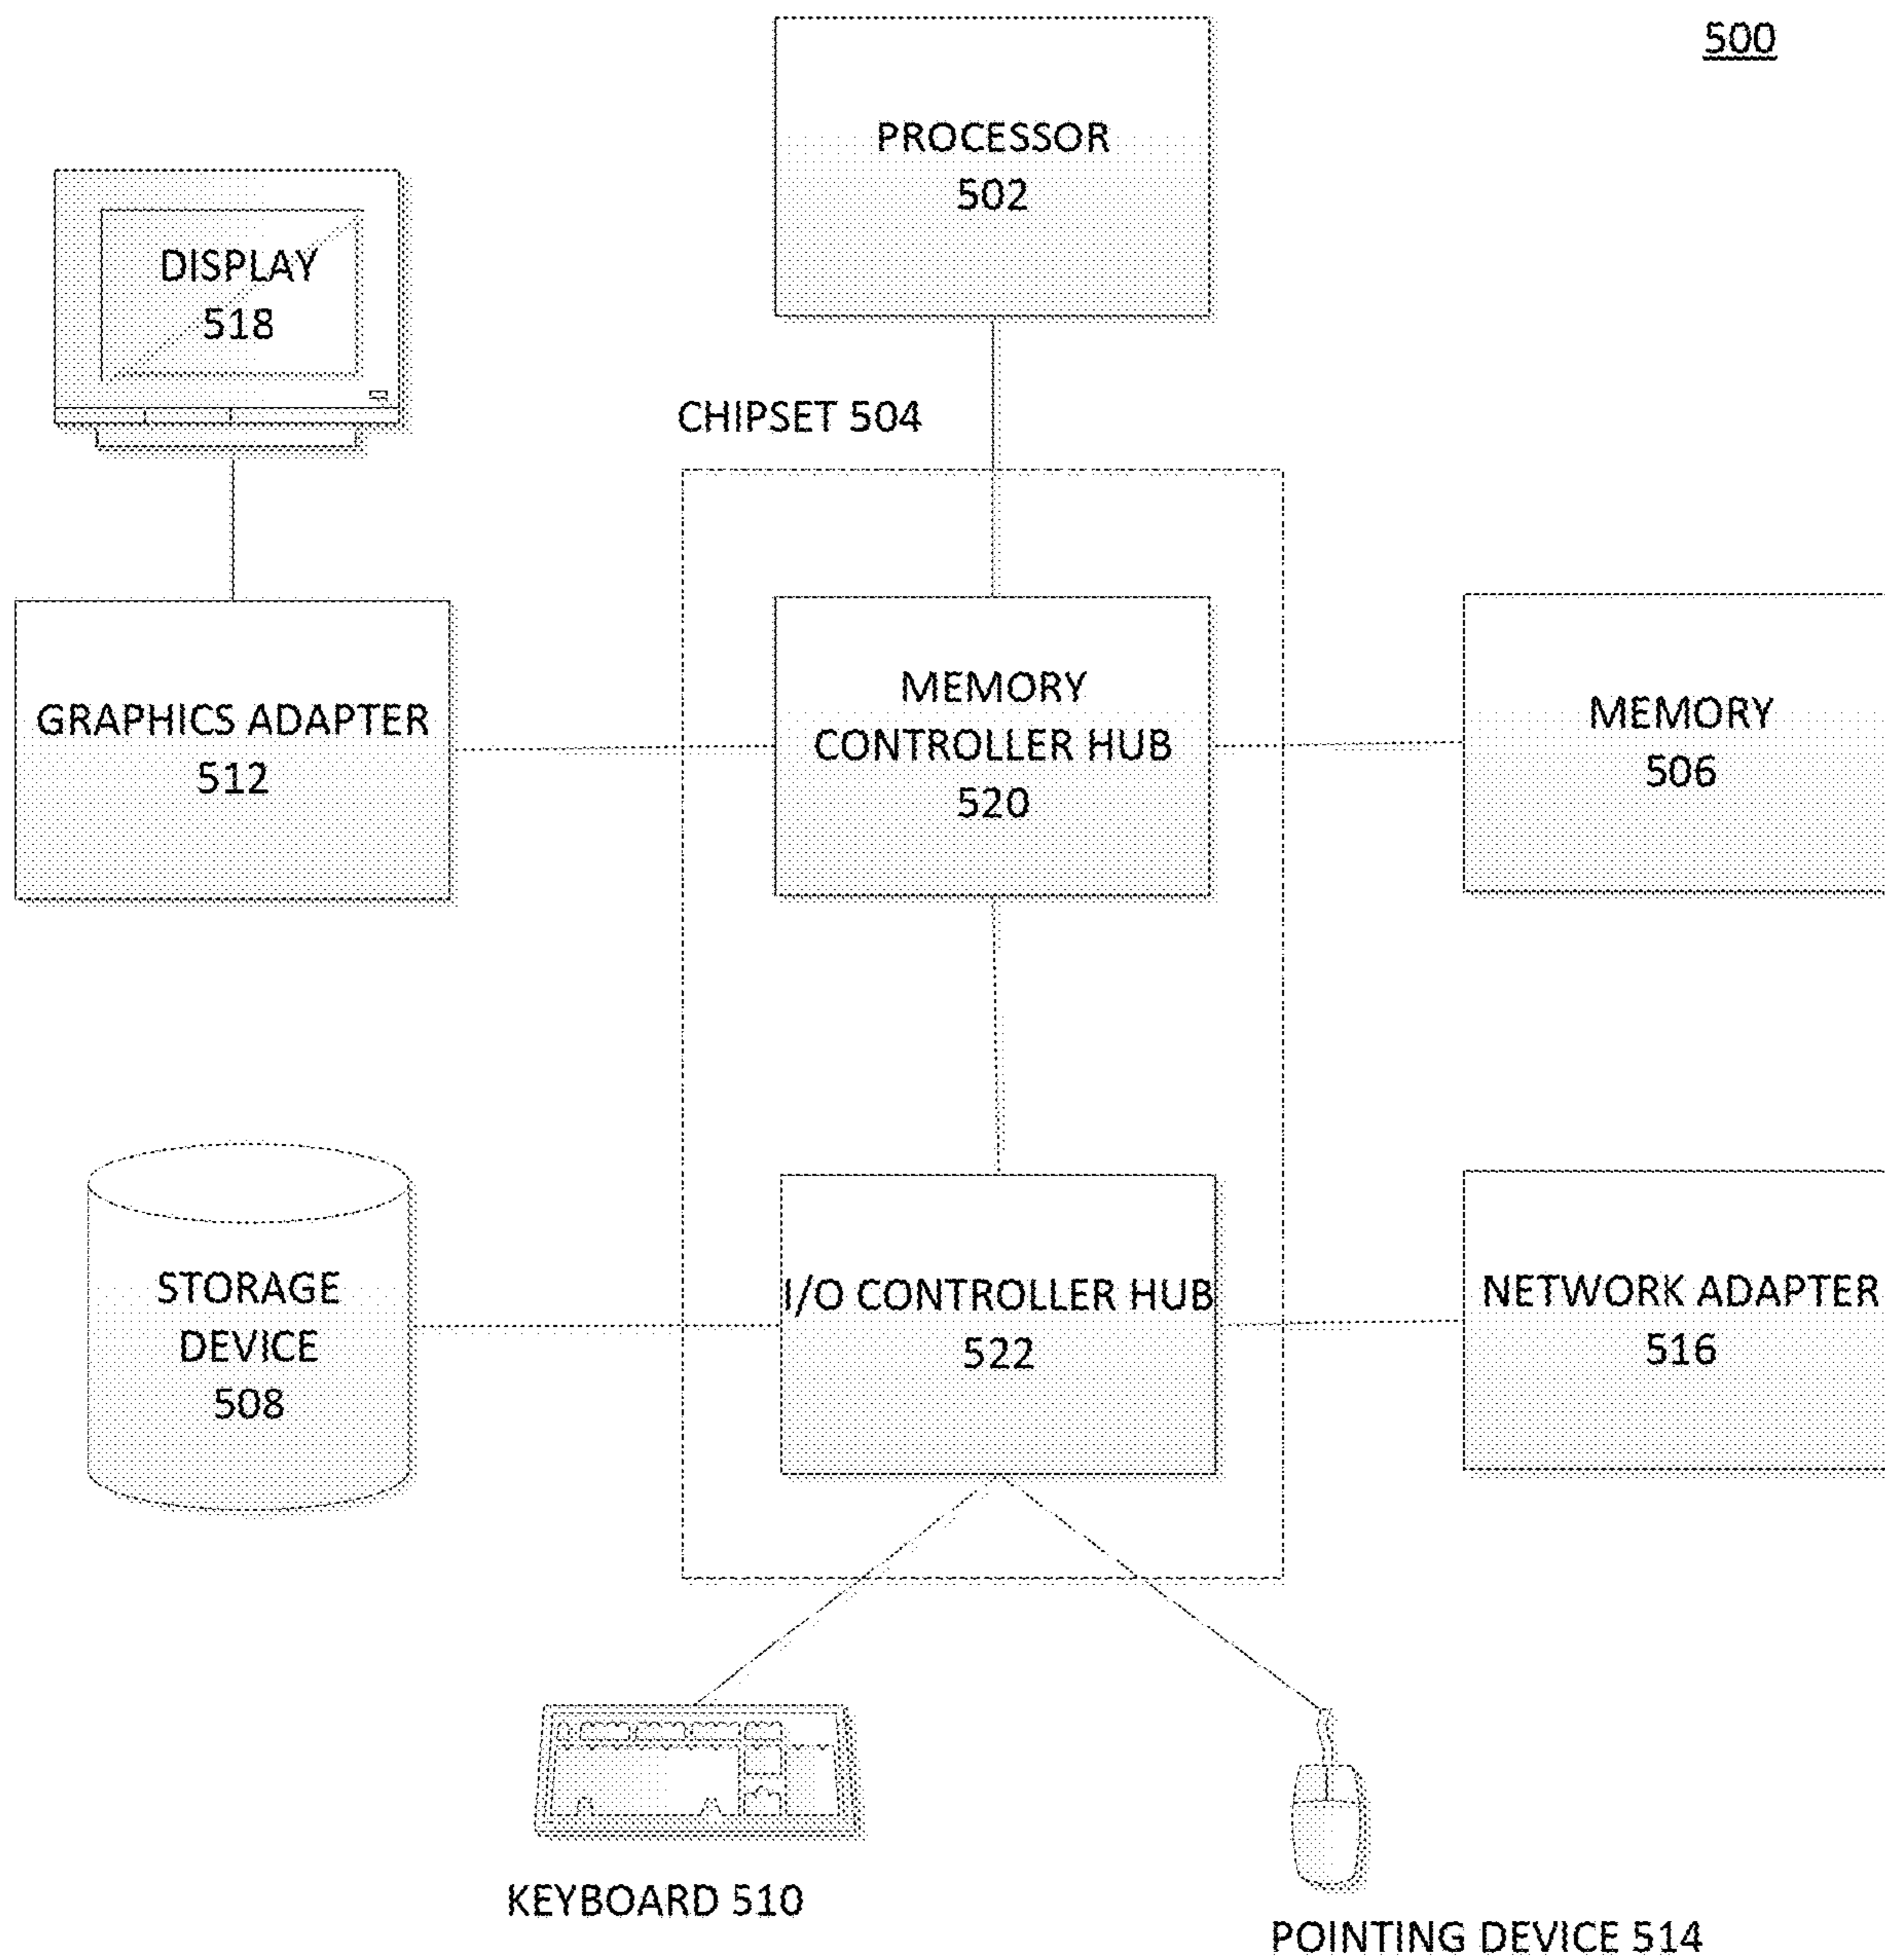 500
PROCESSOR
502
DISPLAY
518
CHIPSET 504
GRAPHICS ADAPTER
512
MEMORY
CONTROLLER HUB
520
MEMORY
506
STORAGE
DEVICE
508
I/O CONTROLLER HUB
522
NETWORK ADAPTER
516
KEYBOARD 510
POINTING DEVICE 514